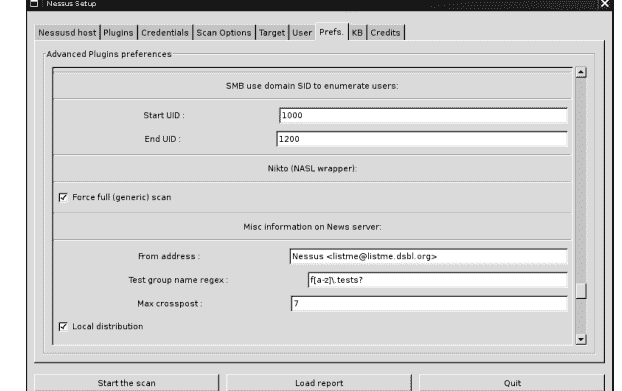 Nessus Setup
Nessusd host Plugins Credentials Scan Options Target User Prefs. KB Credits
Advanced Plugins preferences
SMB use domain SID to enumerate users:
Start UID : 1000
End UID : 1200
Nikto (NASL wrapper):
Force full (generic) scan
Misc information on News server:
From address : Nessus <listme@listme.dsbl.org>
Test group name regex : f[a-z]\.tests?
Max crosspost : 7
Local distribution
Start the scan Load report Quit